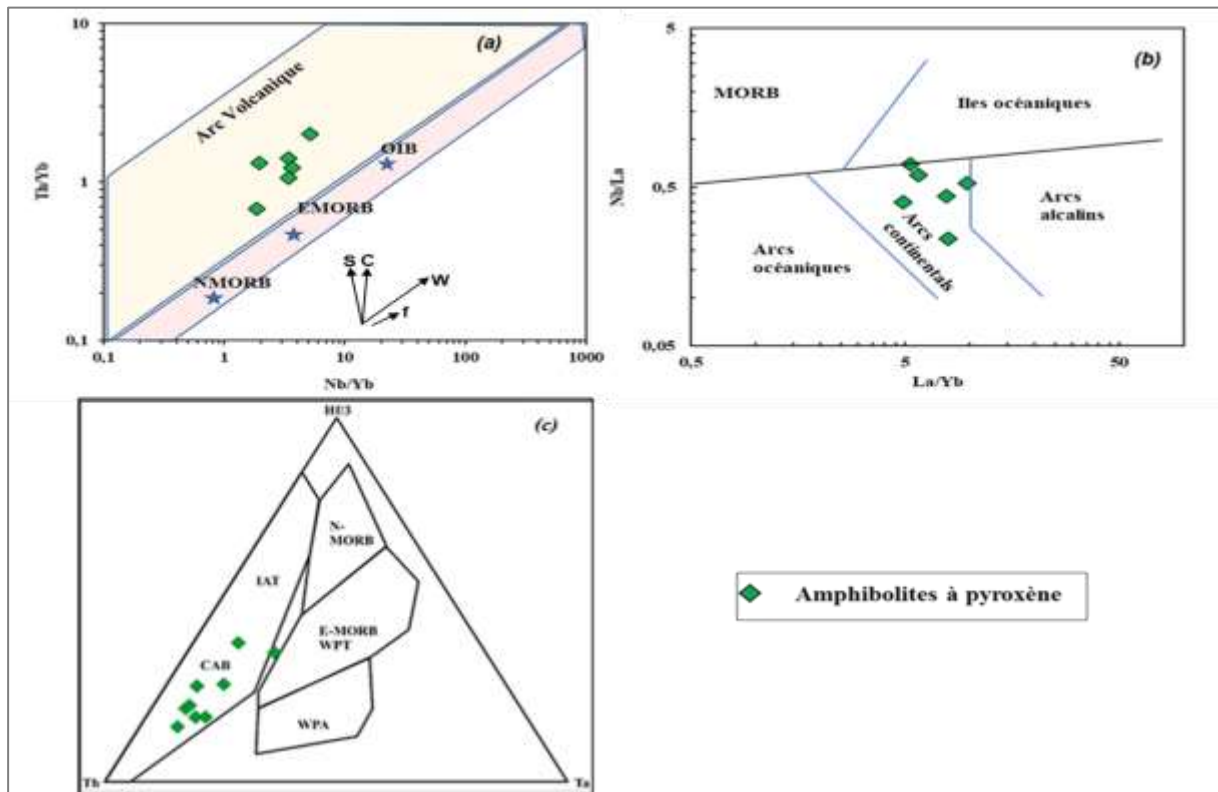 10
(a)
Arc Volcanique
Th/Yb
1
OIB
EMORB
NMORB
S C
W
f
0,1
0,1
1
10
100
1000
Nb/Yb
5
(b)
MORB
Iles océaniques
Nb/La
0,5
Arcs
alcalins
Arcs
continentals
Arcs
océaniques
0,05
0,5
5
50
La/Yb
Hf/3
(c)
N-
MORB
IAT
E-MORB
WPT
CAB
WPA
Th
Ta
Amphibolites à pyroxène